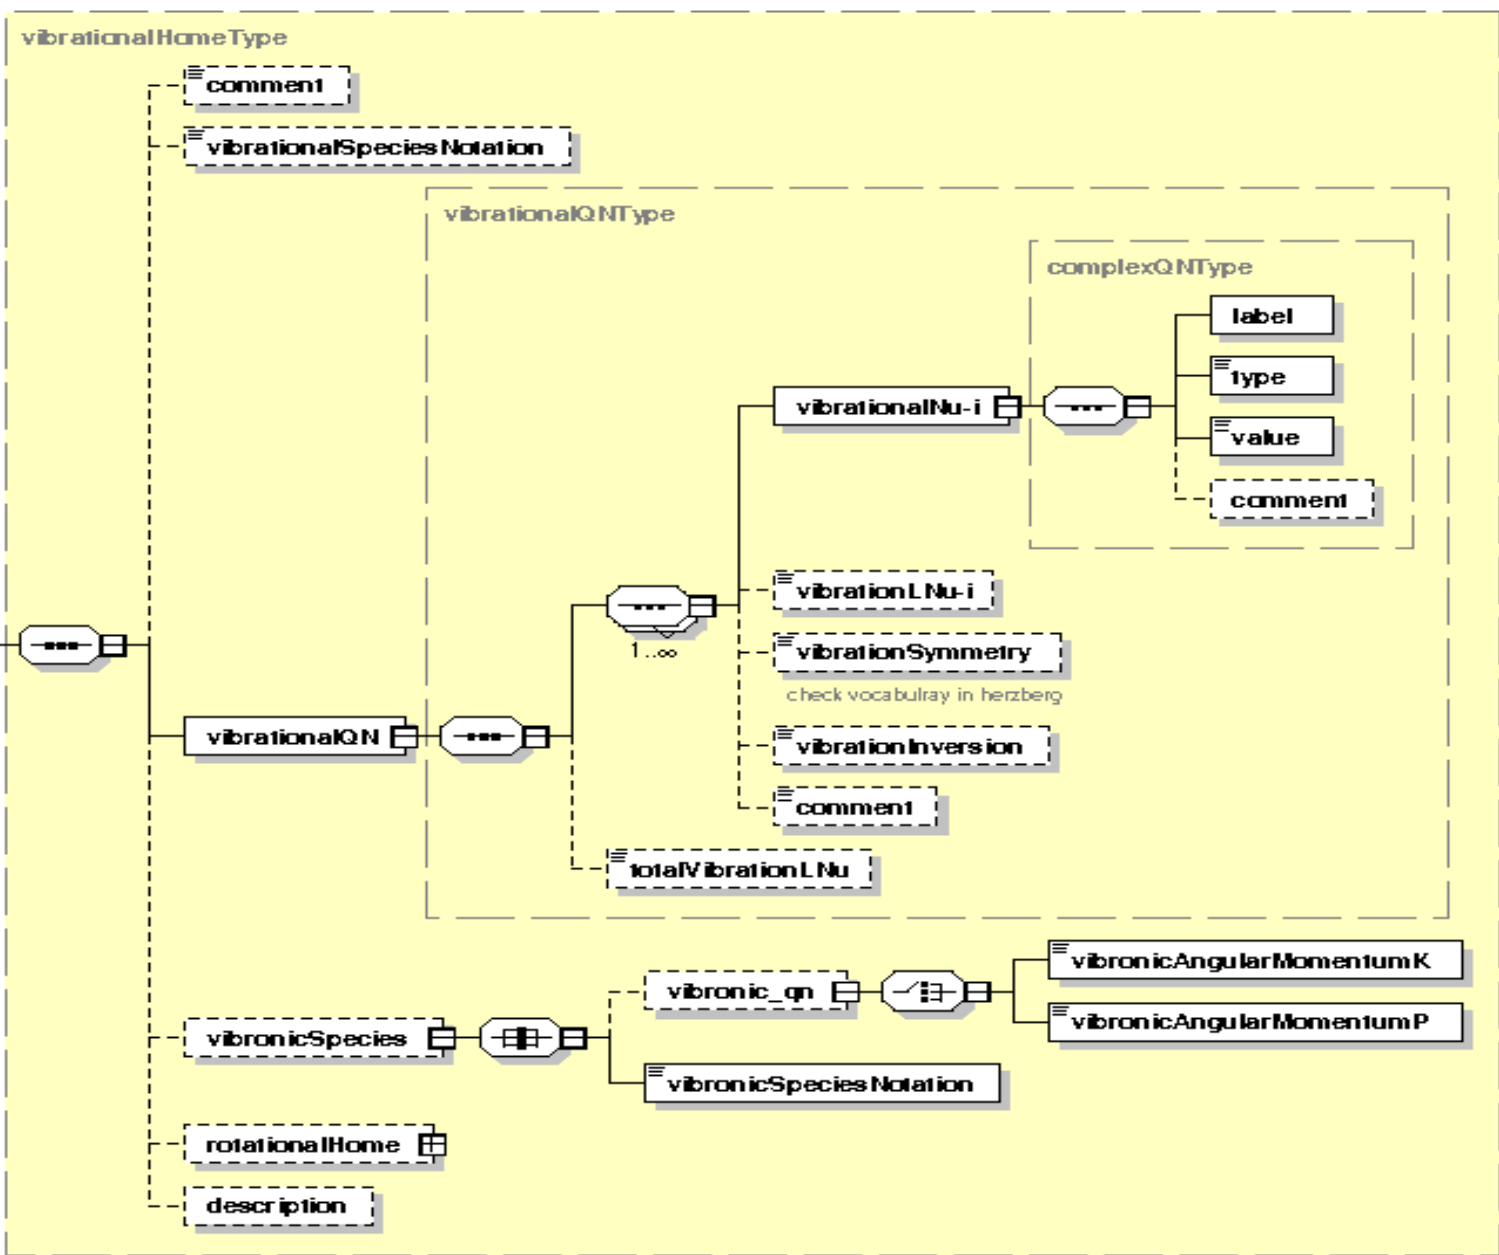 vibrationalHomeType
comment
vibrationalSpeciesNotation
vibrationalQNType
complexQNType
label
type
vibrationalNu-i
value
comment
vibrationLNu-i
1..∞
vibrationSymmetry
check vocabulray in herzberg
vibrationalQN
vibrationInversion
comment
totalVibrationLNu
vibronicAngularMomentumK
vibronic_qn
vibronicAngularMomentumP
vibronicSpecies
vibronicSpeciesNotation
rotationalHome
description